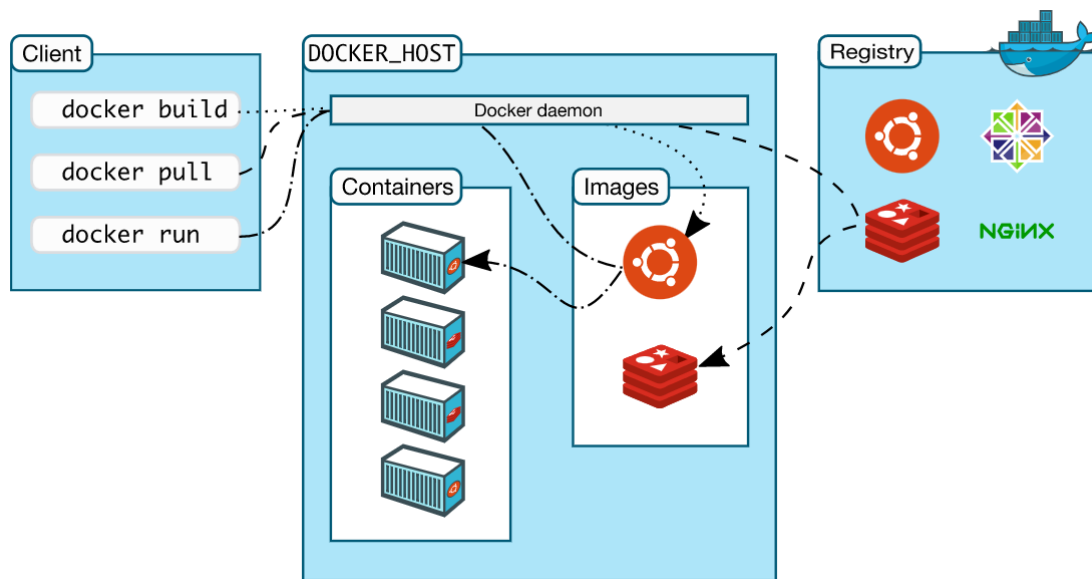 Client
docker build
docker pull
docker run
DOCKER_HOST
Docker daemon
Containers
Images
Registry
NGiNX